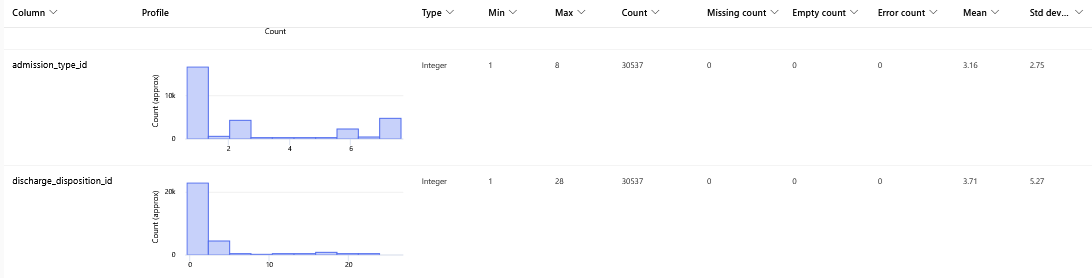 Column Profile Type Min Max Count Missing count Empty count Error count Mean Std dev...
Count
admission_type_id Integer 1 8 30537 0 0 0 3.16 2.75
Count (approx)
10k
0
2 4 6
discharge_disposition_id Integer 1 28 30537 0 0 0 3.71 5.27
Count (approx)
20k
0
0 10 20